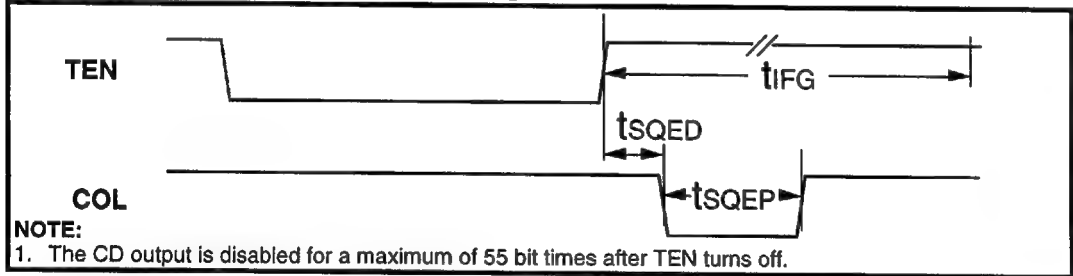 TEN
tIFG
tSQED
COL
tSQEP
NOTE:
1. The CD output is disabled for a maximum of 55 bit times after TEN turns off.